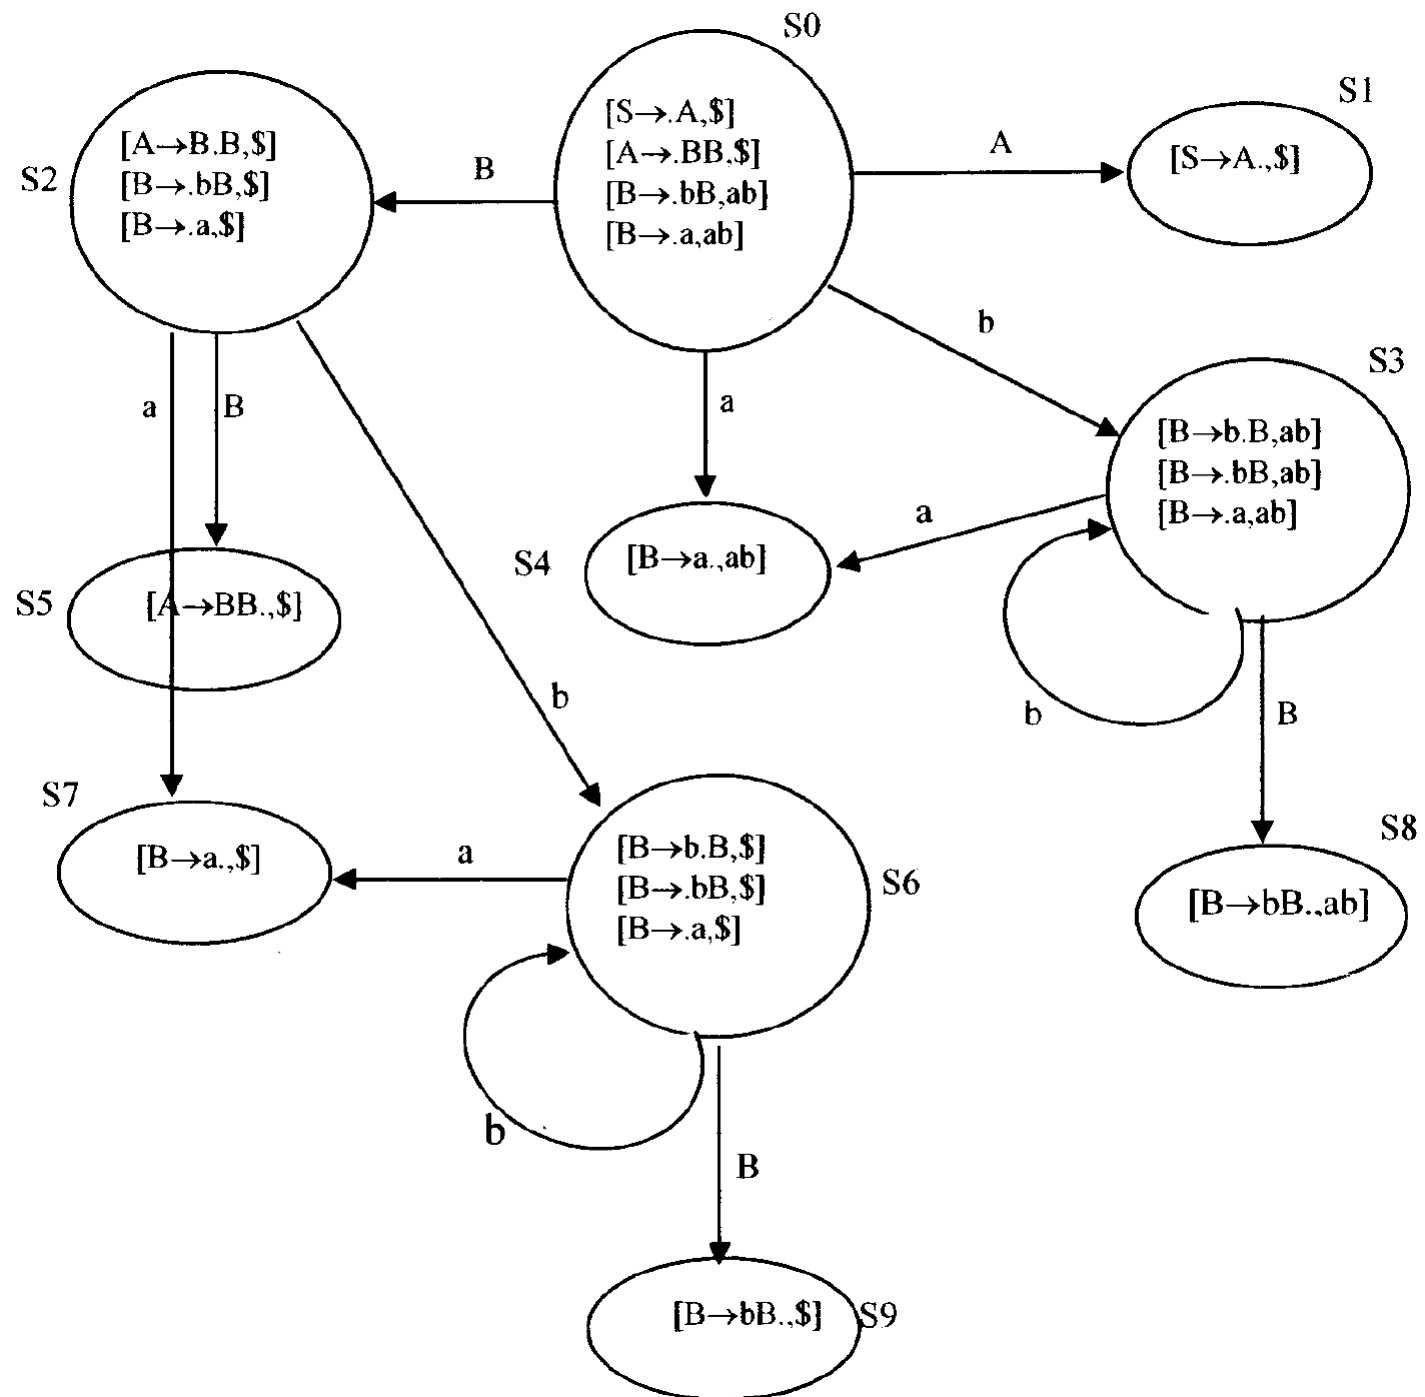 S0
[S→.A,$]
[A→.BB,$]
[B→.bB,ab]
[B→.a,ab]
A
S1
[S→A.,$]
S2
[A→B.B,$]
[B→.bB,$]
[B→.a,$]
B
b
a
S3
[B→b.B,ab]
[B→.bB,ab]
[B→.a,ab]
a
B
a
S4
[B→a.,ab]
b
B
S5
[A→BB.,$]
b
S7
[B→a.,$]
a
S6
[B→b.B,$]
[B→.bB,$]
[B→.a,$]
S8
[B→bB.,ab]
b
B
[B→bB.,$]
S9